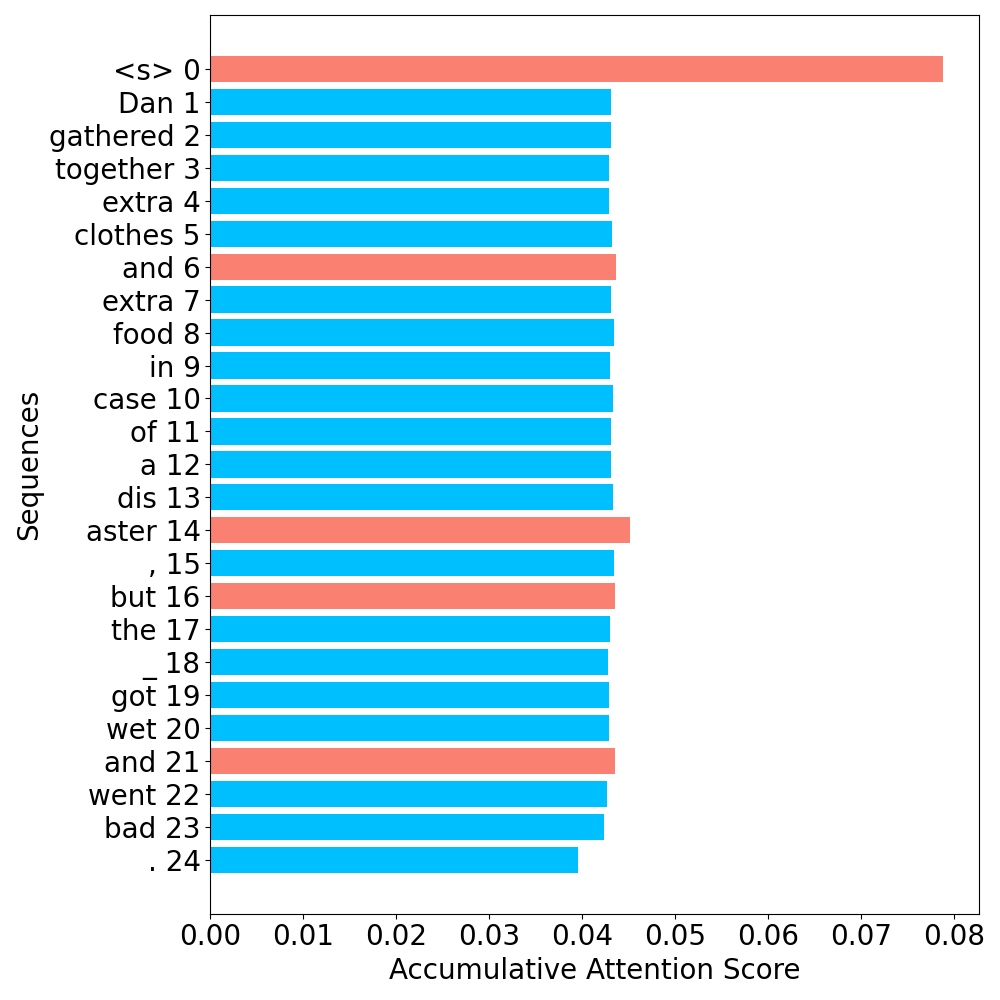 <s> 0
Dan 1
gathered 2
together 3
extra 4
clothes 5
and 6
extra 7
food 8
in 9
case 10
of 11
a 12
dis 13
aster 14
, 15
but 16
the 17
_ 18
got 19
wet 20
and 21
went 22
bad 23
. 24
Sequences
0.00 0.01 0.02 0.03 0.04 0.05 0.06 0.07 0.08
Accumulative Attention Score